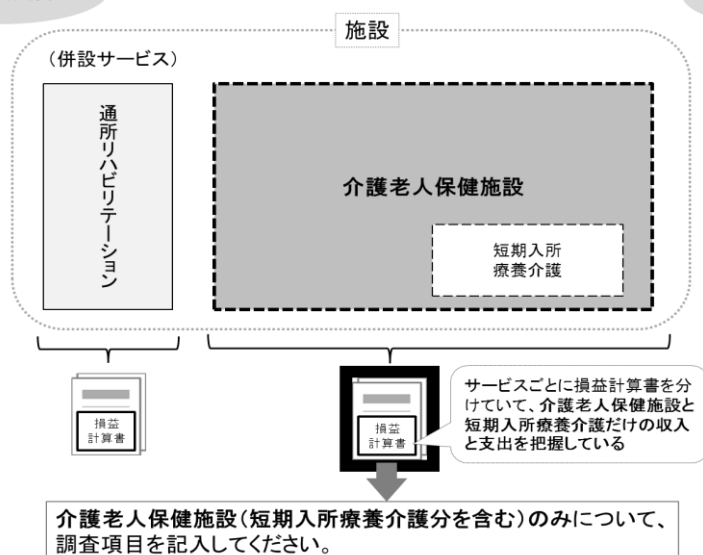 施設
（併設サービス）
通所リハビリテーション
介護老人保健施設
短期入所
療養介護
損益
計算書
損益
計算書
サービスごとに損益計算書を分
けていて、介護老人保健施設と
短期入所療養介護だけの収入
と支出を把握している
介護老人保健施設（短期入所療養介護分を含む）のみについて、
調査項目を記入してください。